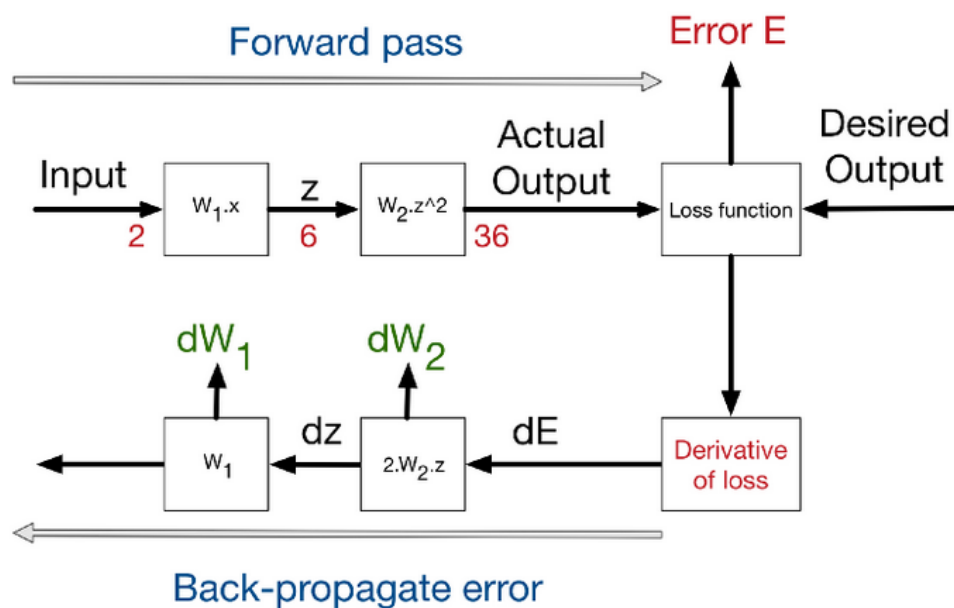 Forward pass
Error E
Input
z
Actual
Output
Desired
Output
W₁.x
W₂.z^2
Loss function
2
6
36
dW₁
dW₂
dz
dE
W₁
2.W₂.z
Derivative
of loss
Back-propagate error